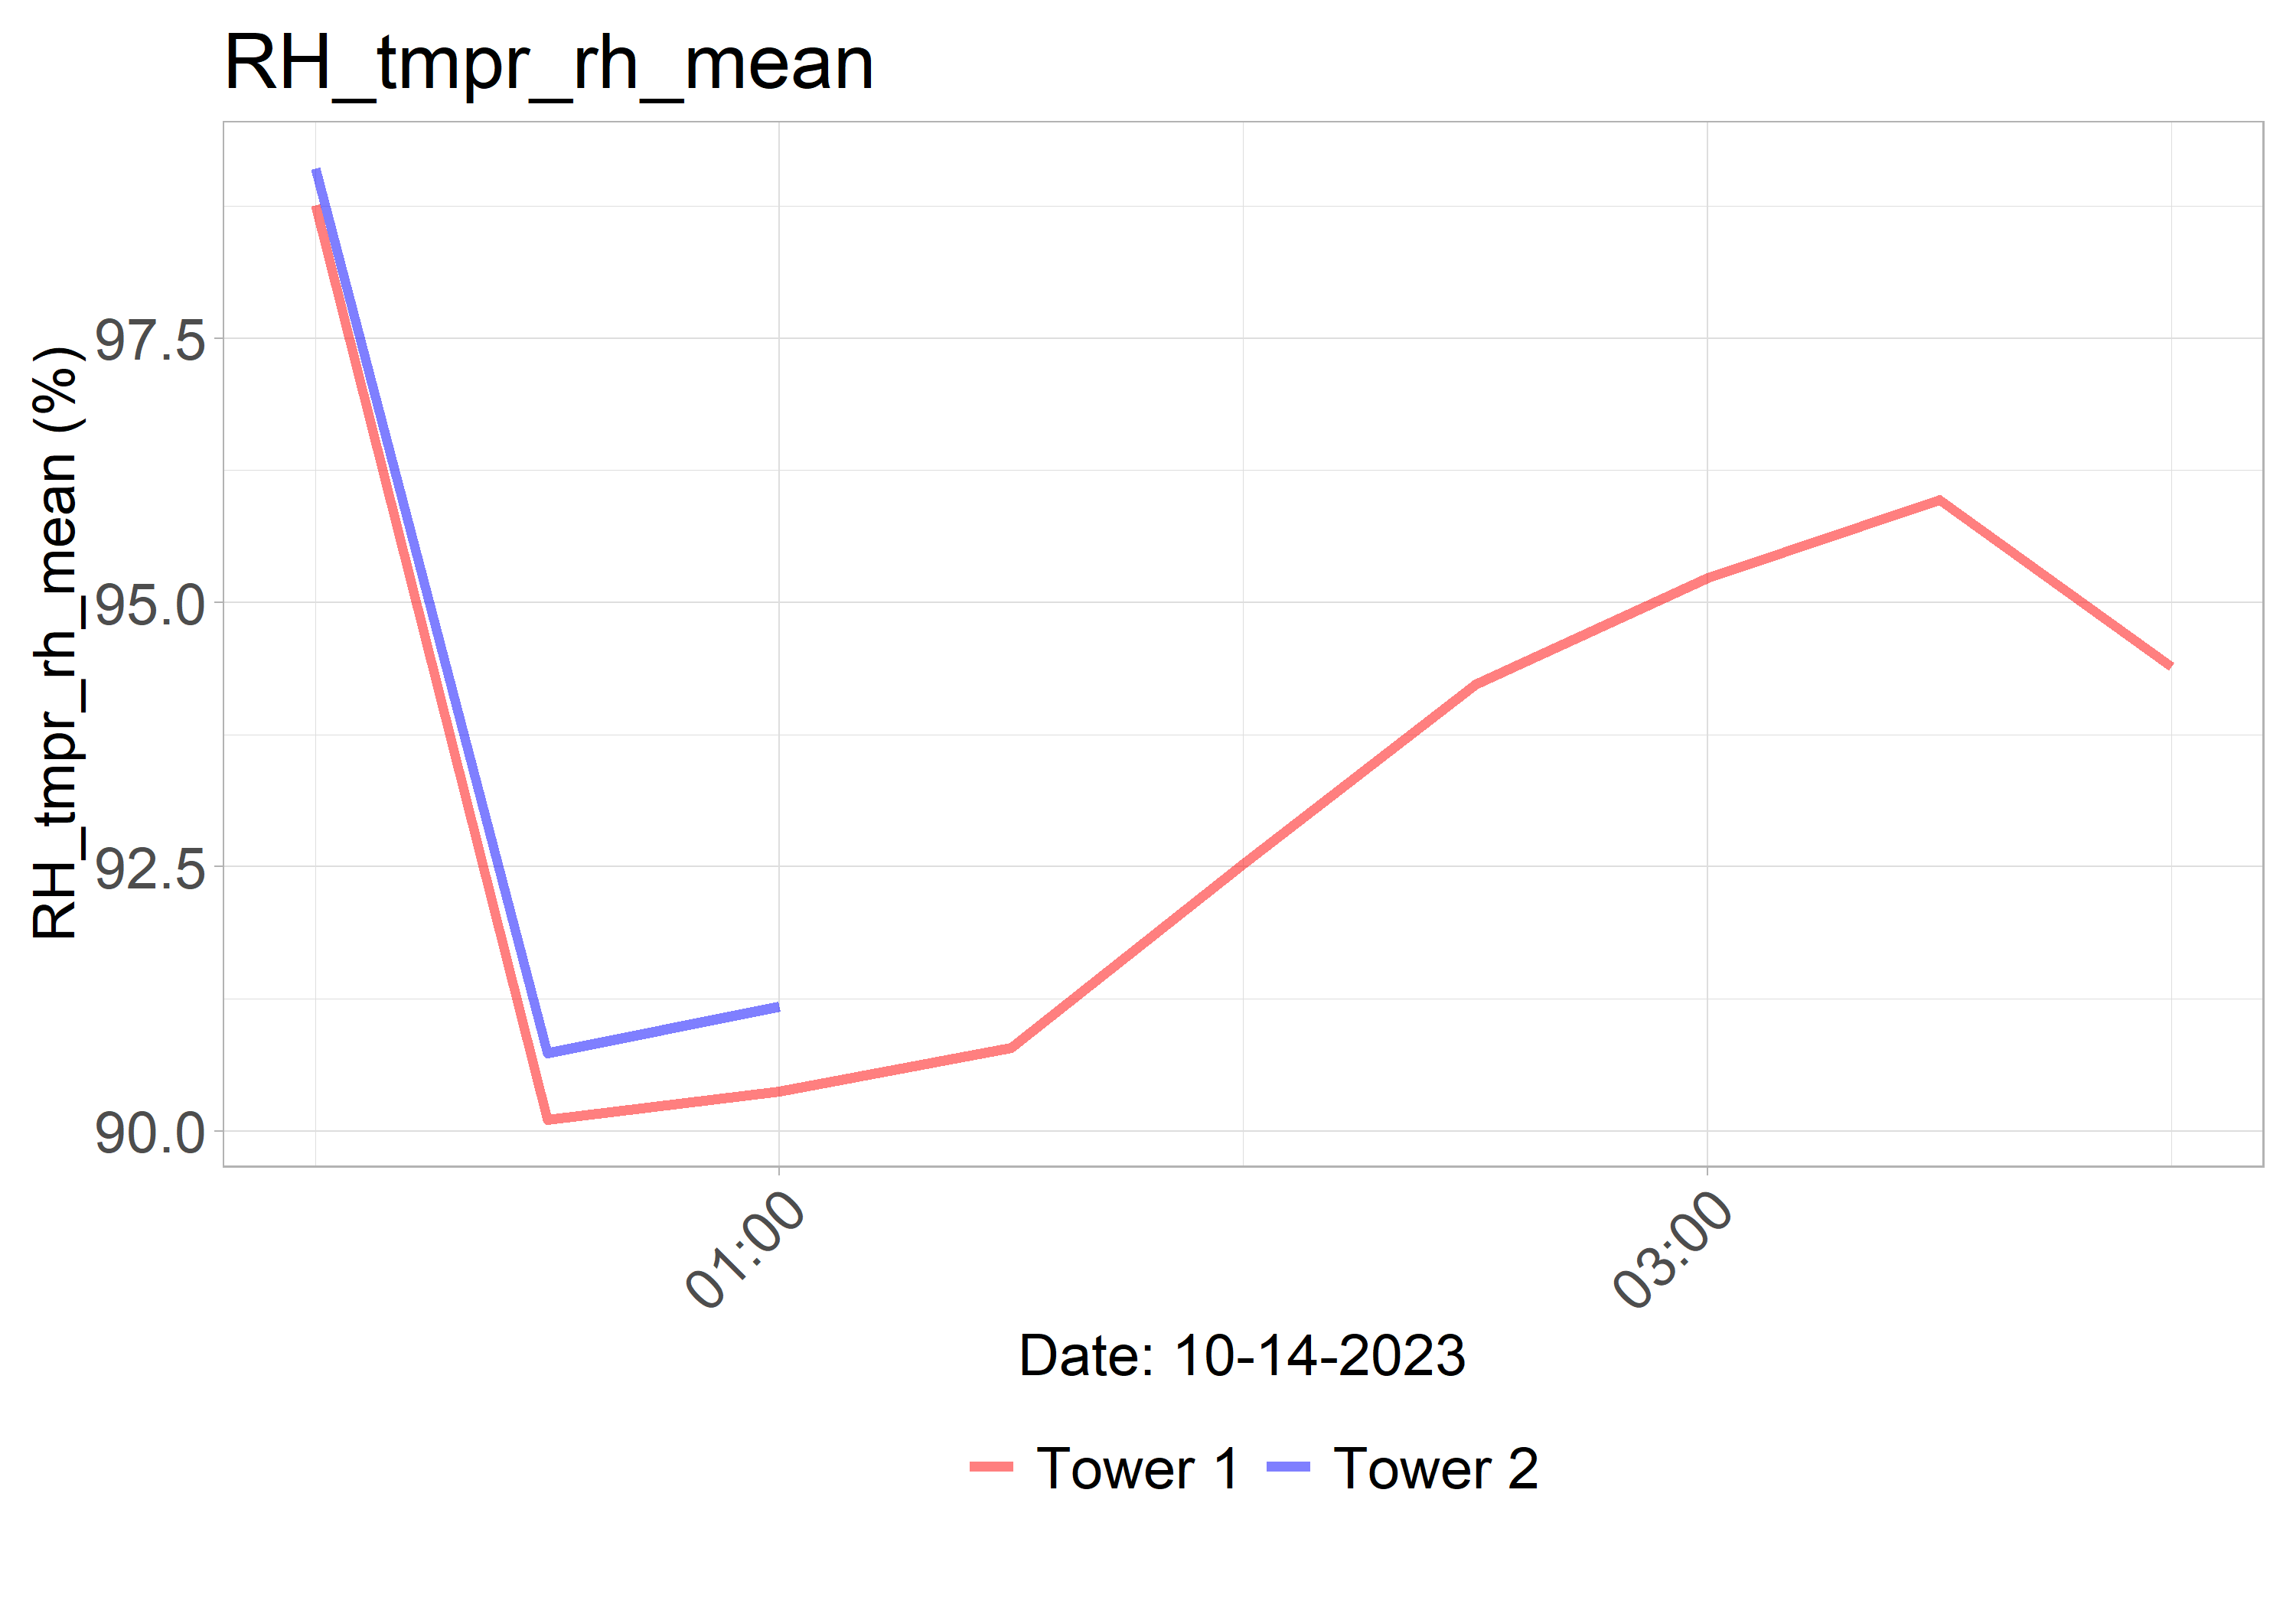 RH_tmpr_rh_mean
RH_tmpr_rh_mean (%)
97.5
95.0
92.5
90.0
01:00
03:00
Date: 10-14-2023
Tower 1
Tower 2